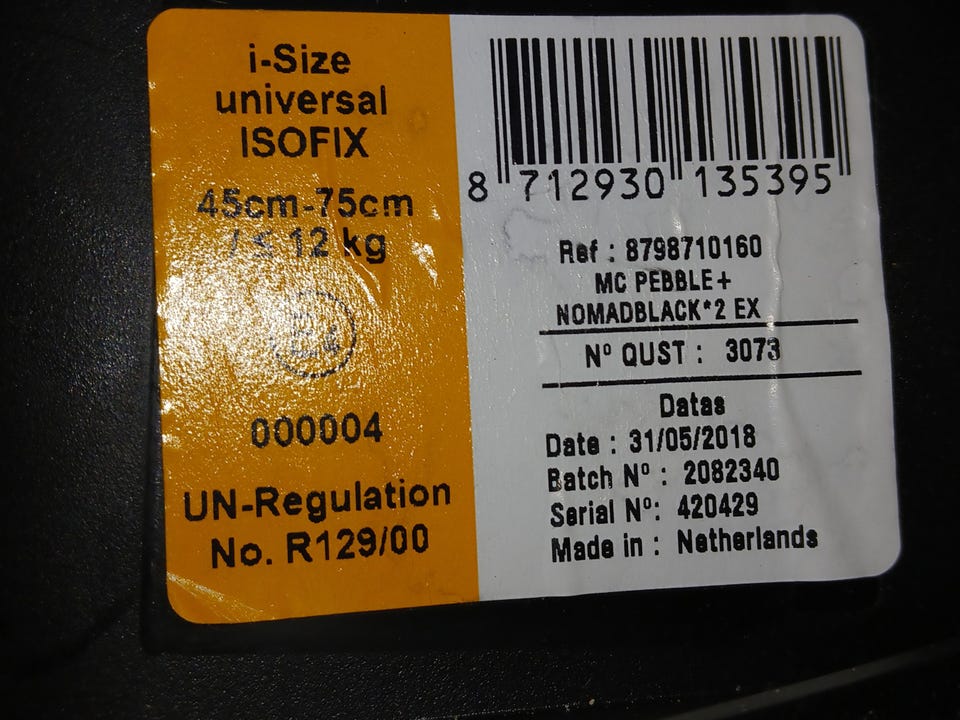 i-Size
universal
ISOFIX
45cm-75cm
/ ≤ 12 kg
E4
000004
UN-Regulation
No. R129/00
8 712930 135395
Ref : 8798710160
MC PEBBLE+
NOMADBLACK*2 EX
Nº QUST : 3073
Datas
Date : 31/05/2018
Batch Nº : 2082340
Serial Nº: 420429
Made in : Netherlands